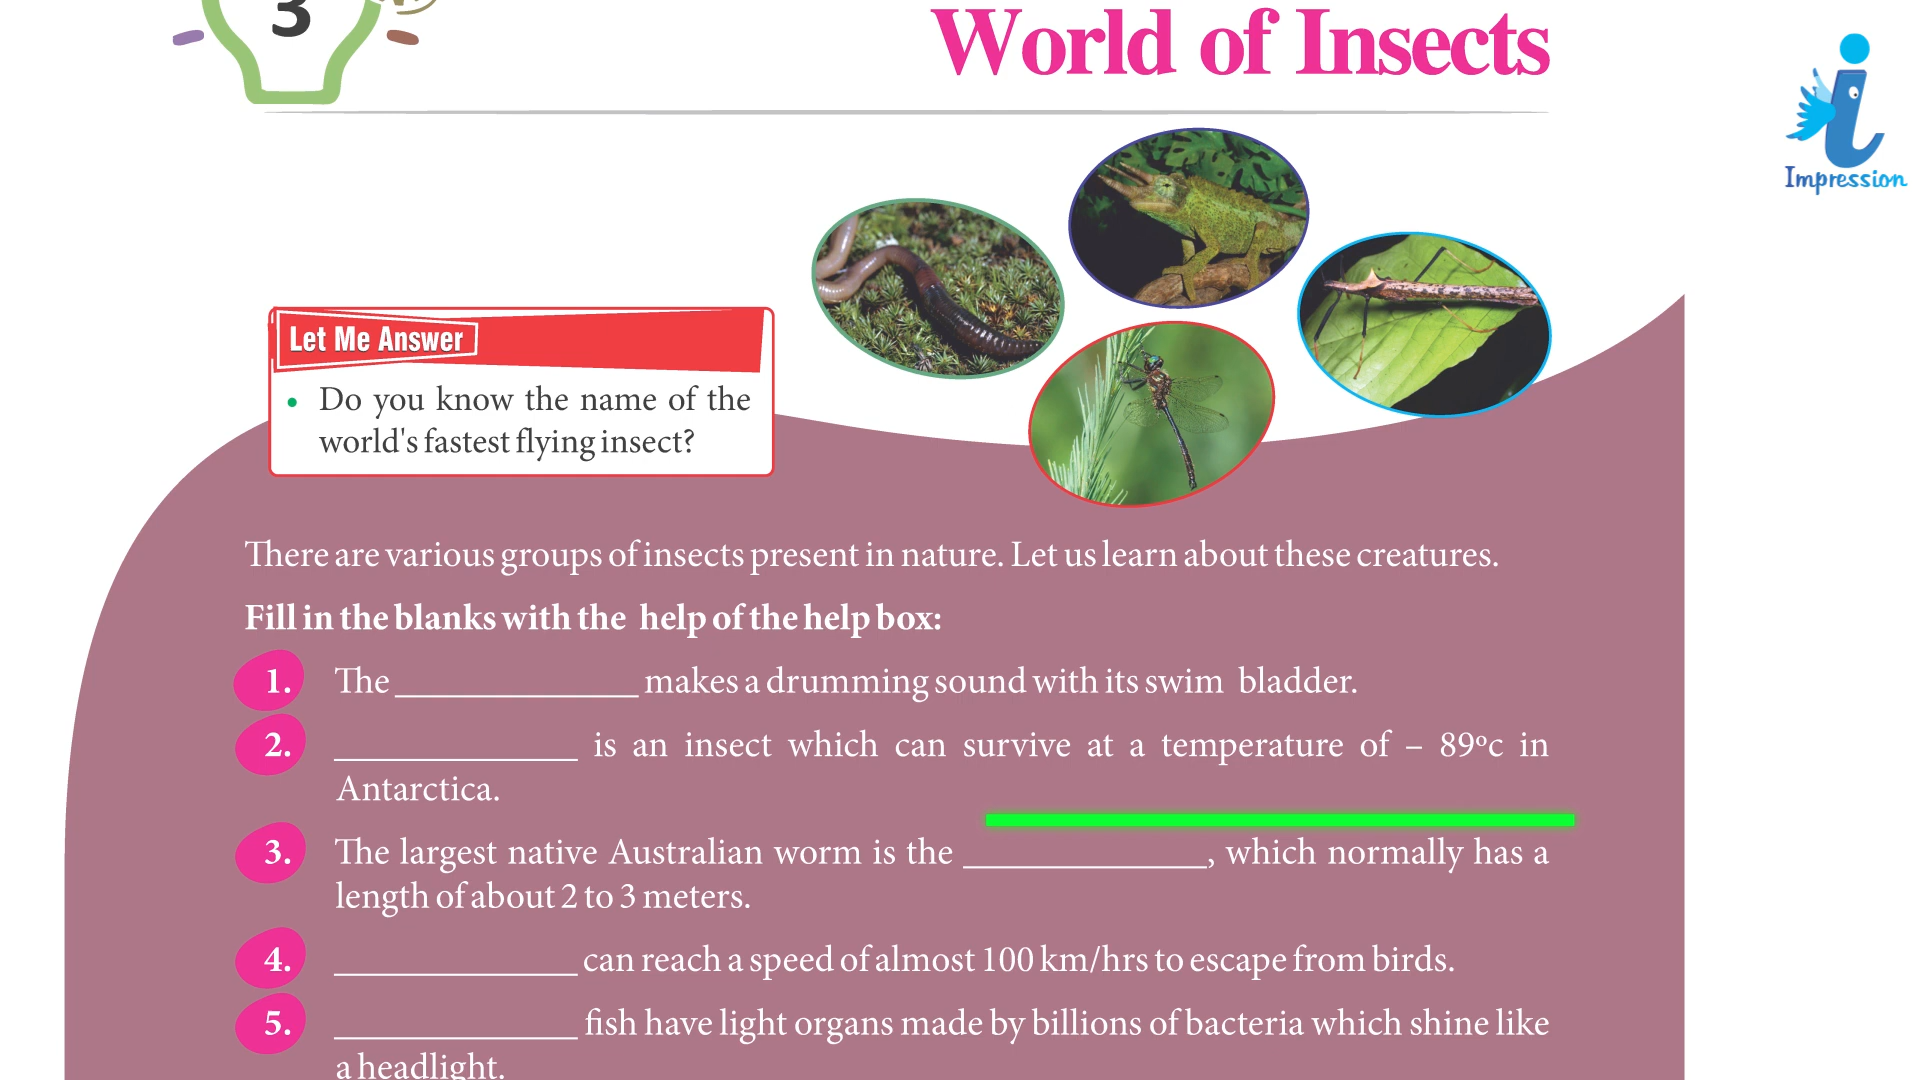 3
World of Insects
Impression
Let Me Answer
• Do you know the name of the
world's fastest flying insect?
There are various groups of insects present in nature. Let us learn about these creatures.
Fill in the blanks with the help of the help box:
1. The ______________ makes a drumming sound with its swim bladder.
2. ______________ is an insect which can survive at a temperature of – 89ºc in
Antarctica.
3. The largest native Australian worm is the ______________, which normally has a
length of about 2 to 3 meters.
4. ______________ can reach a speed of almost 100 km/hrs to escape from birds.
5. ______________ fish have light organs made by billions of bacteria which shine like
a headlight.